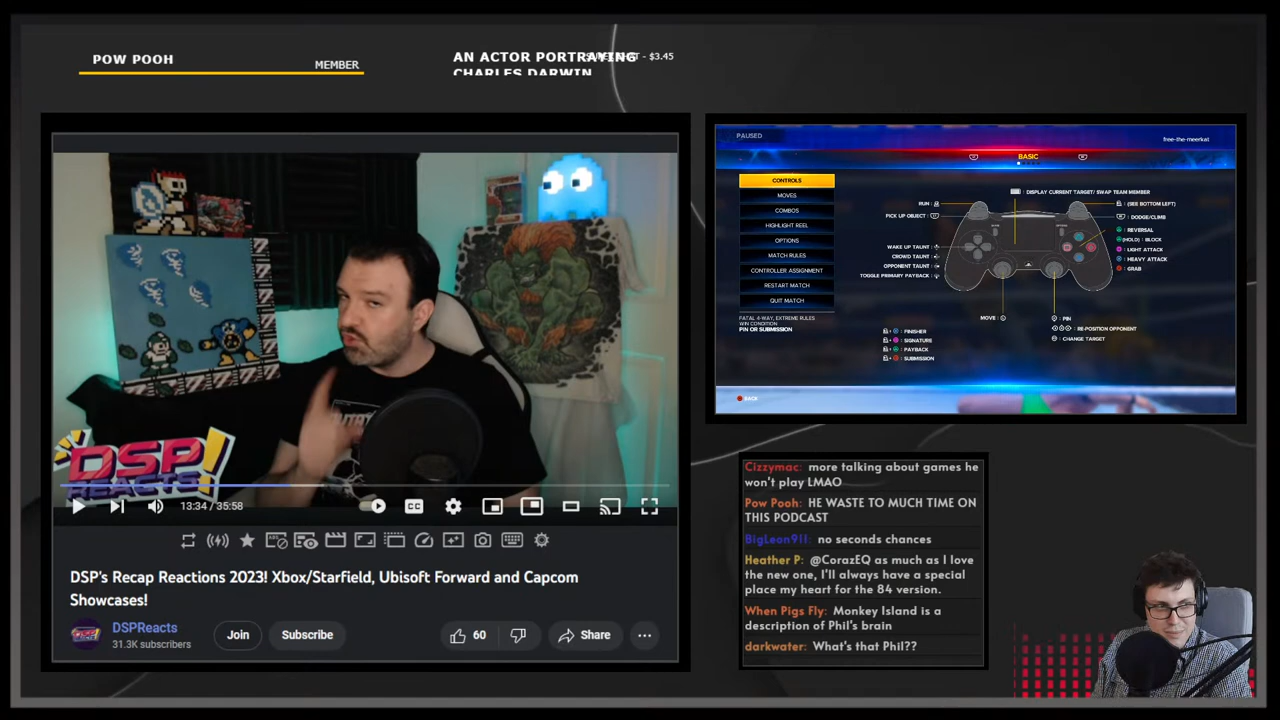 POW POOH
MEMBER
AN ACTOR PORTRAYING
- $3.45
CHARLES DARWIN
PAUSED
free-the-meerkat
BASIC
CONTROLS
MOVES
COMBOS
HIGHLIGHT REEL
OPTIONS
MATCH RULES
CONTROLLER ASSIGNMENT
RESTART MATCH
QUIT MATCH
FATAL 4-WAY, EXTREME RULES
WIN CONDITION
PIN OR SUBMISSION
: DISPLAY CURRENT TARGET/ SWAP TEAM MEMBER
RUN :
PICK UP OBJECT :
WAKE UP TAUNT :
CROWD TAUNT :
OPPONENT TAUNT :
TOGGLE PRIMARY PAYBACK :
: (SEE BOTTOM LEFT)
: DODGE/CLIMB
: REVERSAL
(HOLD) : BLOCK
: LIGHT ATTACK
: HEAVY ATTACK
: GRAB
MOVE :
: PIN
: RE-POSITION OPPONENT
: CHANGE TARGET
: FINISHER
: SIGNATURE
: PAYBACK
: SUBMISSION
BACK
DSP!
REACTS
CC
13:34 / 35:58
DSP's Recap Reactions 2023! Xbox/Starfield, Ubisoft Forward and Capcom
Showcases!
DSPReacts
31.3K subscribers
Join
Subscribe
60
Share
Cizzymac: more talking about games he
won't play LMAO
Pow Pooh: HE WASTE TO MUCH TIME ON
THIS PODCAST
BigLeon911: no seconds chances
Heather P: @CorazEQ as much as I love
the new one, I'll always have a special
place my heart for the 84 version.
When Pigs Fly: Monkey Island is a
description of Phil's brain
darkwater: What's that Phil??